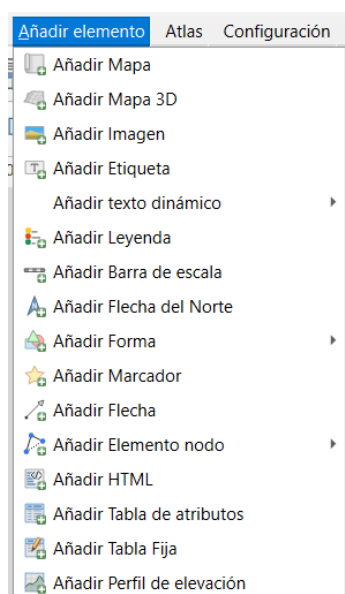 Añadir elemento Atlas Configuración
Añadir Mapa
Añadir Mapa 3D
Añadir Imagen
Añadir Etiqueta
Añadir texto dinámico
Añadir Leyenda
Añadir Barra de escala
Añadir Flecha del Norte
Añadir Forma
Añadir Marcador
Añadir Flecha
Añadir Elemento nodo
Añadir HTML
Añadir Tabla de atributos
Añadir Tabla Fija
Añadir Perfil de elevación